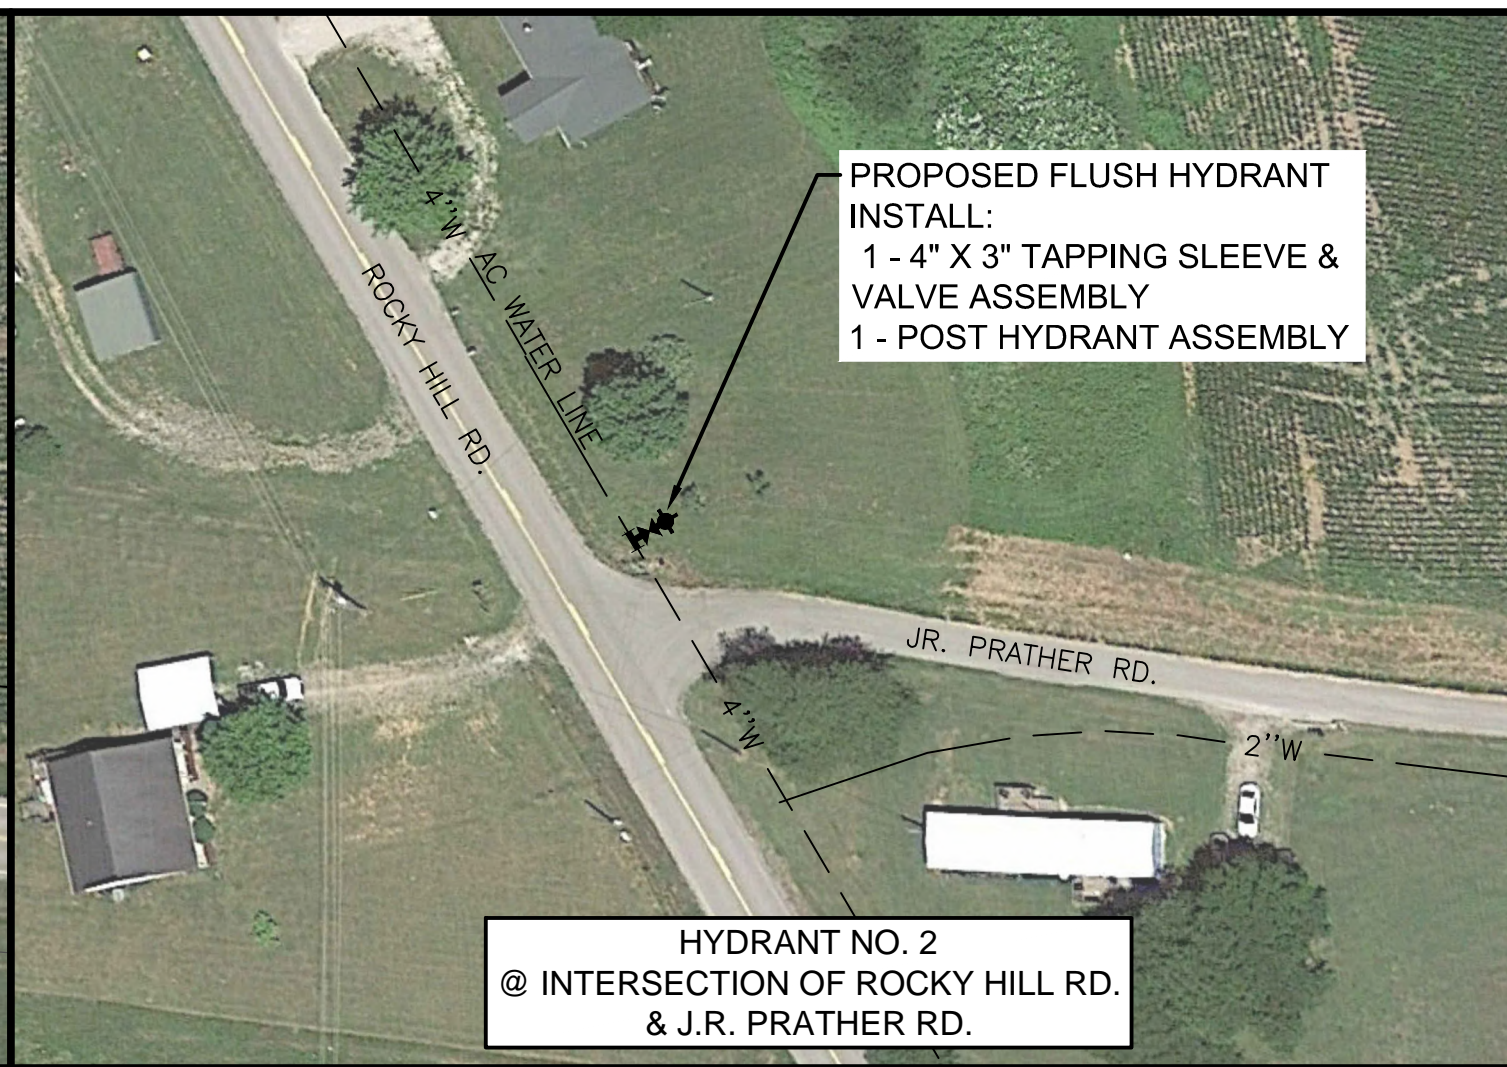 PROPOSED FLUSH HYDRANT
INSTALL:
1 - 4" X 3" TAPPING SLEEVE &
VALVE ASSEMBLY
1 - POST HYDRANT ASSEMBLY
4''W
AC WATER LINE
ROCKY HILL RD.
JR. PRATHER RD.
4''W
2''W
HYDRANT NO. 2
@ INTERSECTION OF ROCKY HILL RD.
& J.R. PRATHER RD.